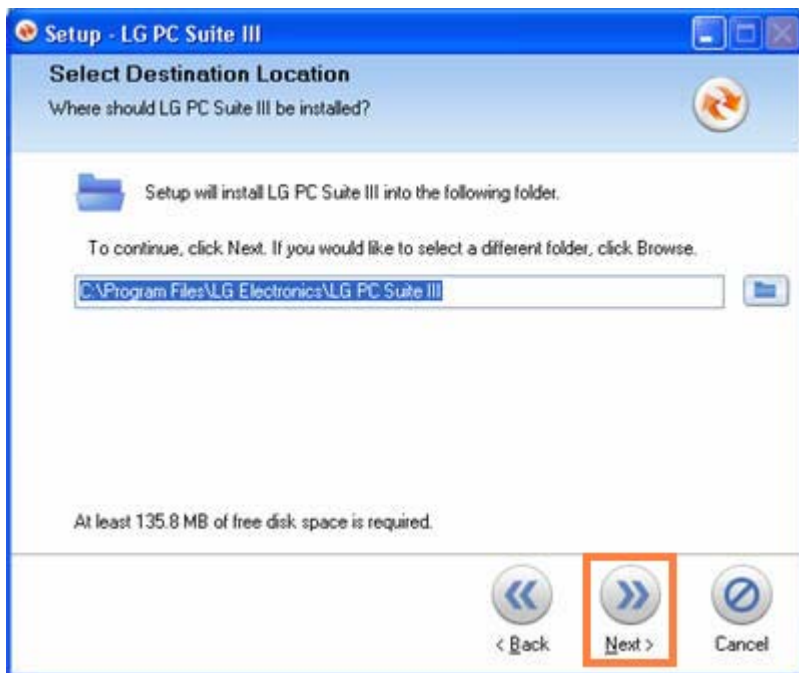 Setup - LG PC Suite III
Select Destination Location
Where should LG PC Suite III be installed?
Setup will install LG PC Suite III into the following folder.
To continue, click Next. If you would like to select a different folder, click Browse.
C:\Program Files\LG Electronics\LG PC Suite III
At least 135.8 MB of free disk space is required.
< Back Next > Cancel